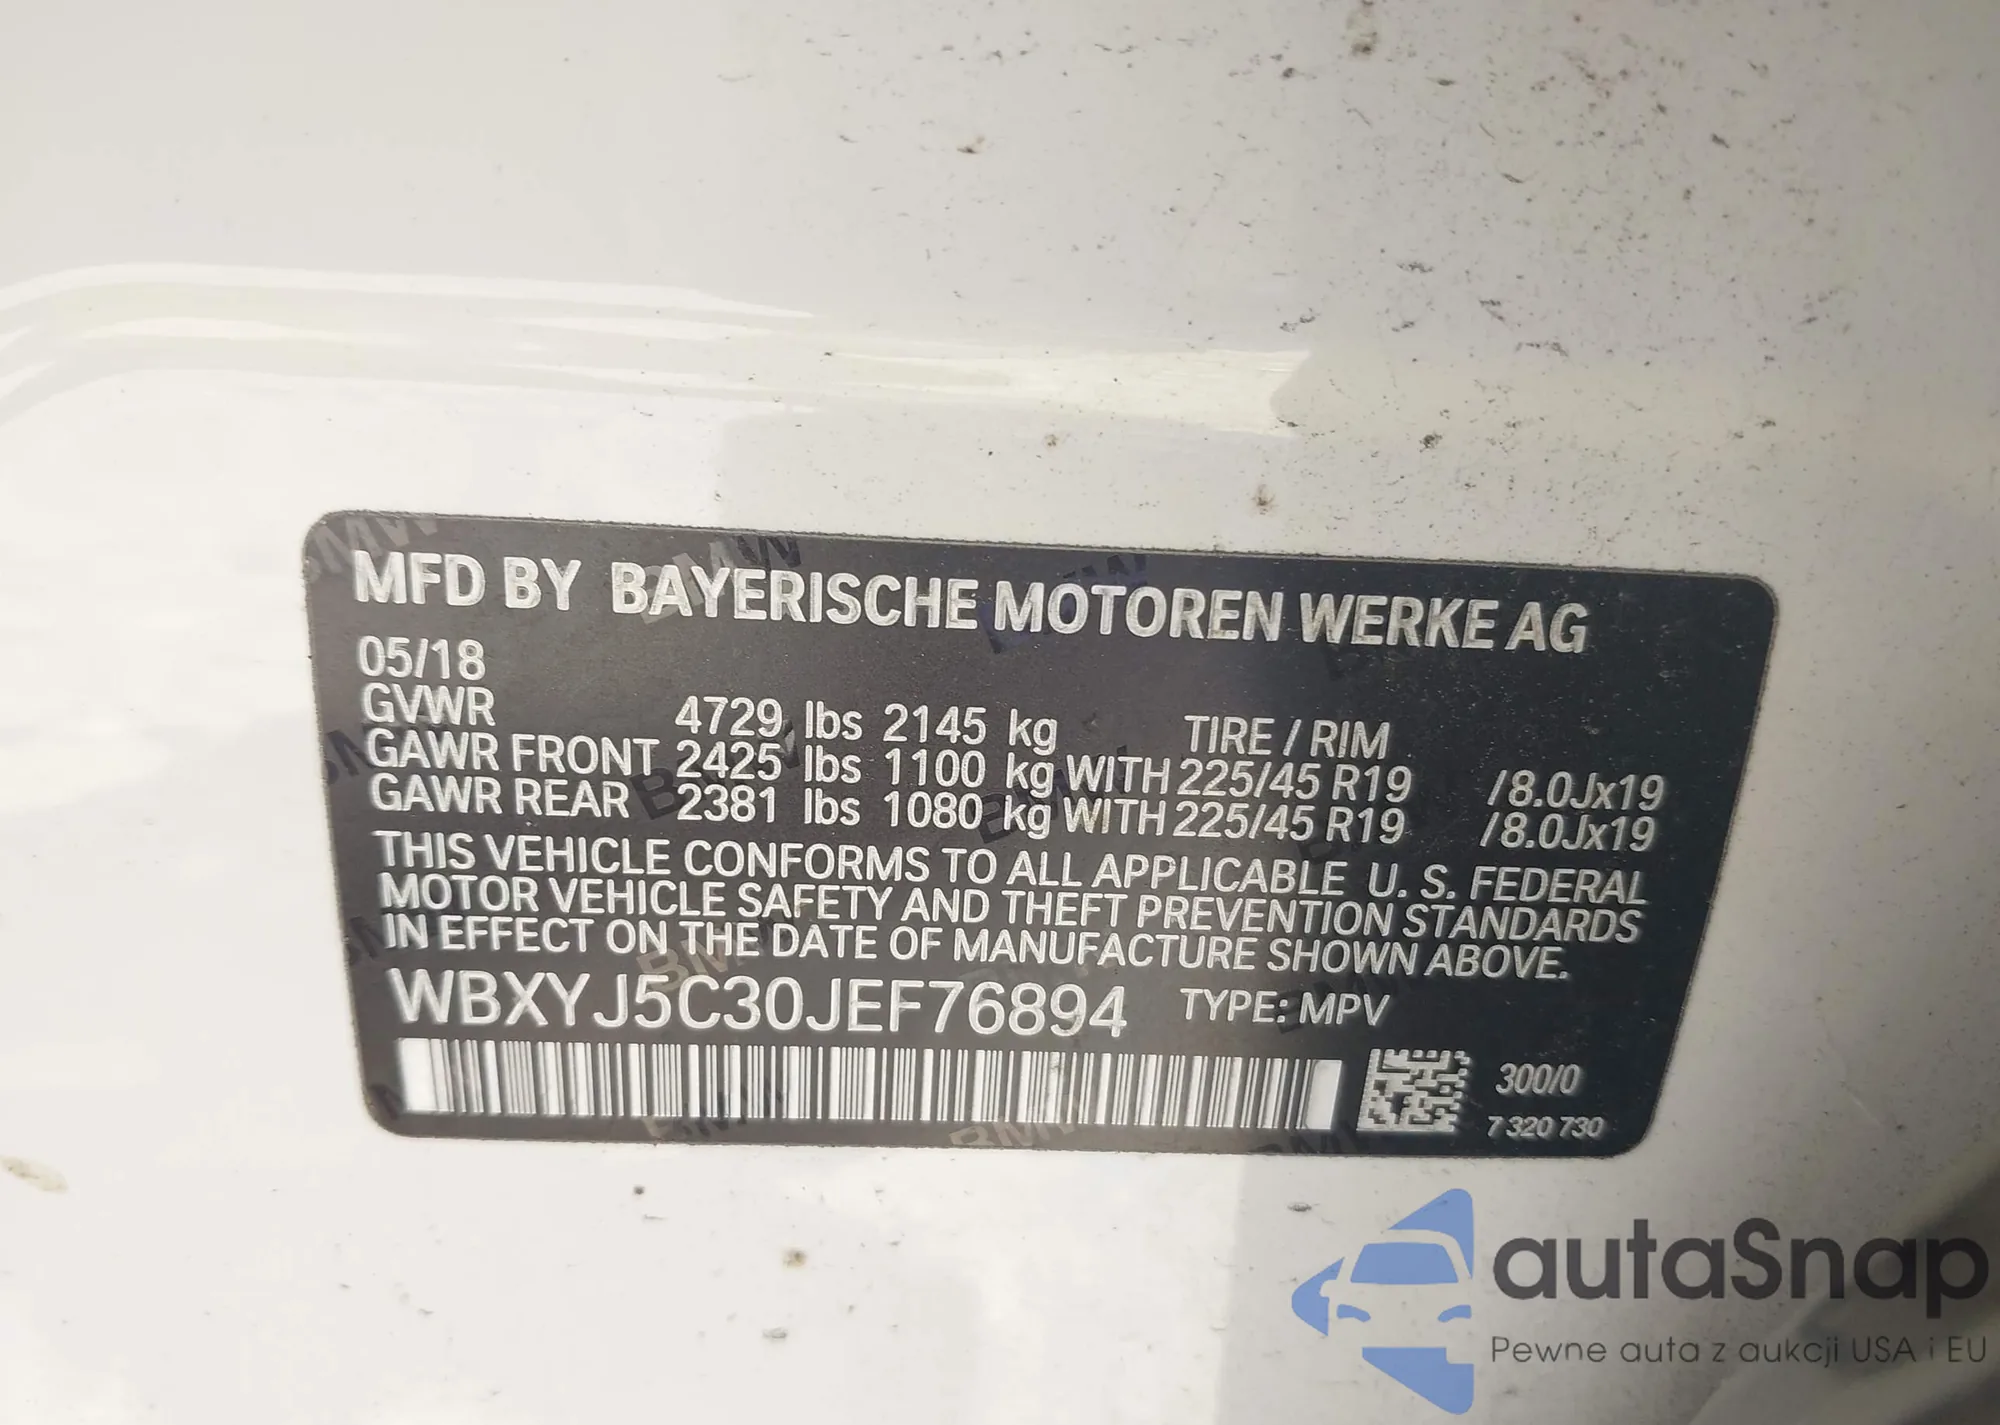 MFD BY BAYERISCHE MOTOREN WERKE AG
05/18
GVWR 4729 lbs 2145 kg TIRE / RIM
GAWR FRONT 2425 lbs 1100 kg WITH 225/45 R19 /8.0Jx19
GAWR REAR 2381 lbs 1080 kg WITH 225/45 R19 /8.0Jx19
THIS VEHICLE CONFORMS TO ALL APPLICABLE U. S. FEDERAL
MOTOR VEHICLE SAFETY AND THEFT PREVENTION STANDARDS
IN EFFECT ON THE DATE OF MANUFACTURE SHOWN ABOVE.
WBXYJ5C30JEF76894 TYPE: MPV
300/0
7 320 730
autaSnap
Pewne auta z aukcji USA i EU